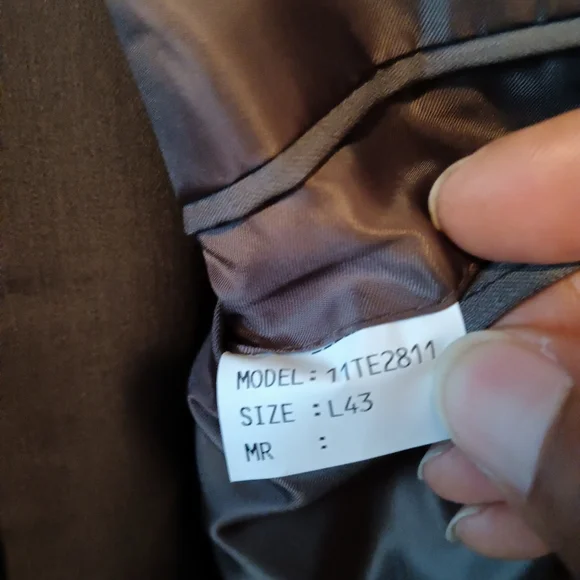 MODEL: 11TE2811
SIZE : L43
MR :